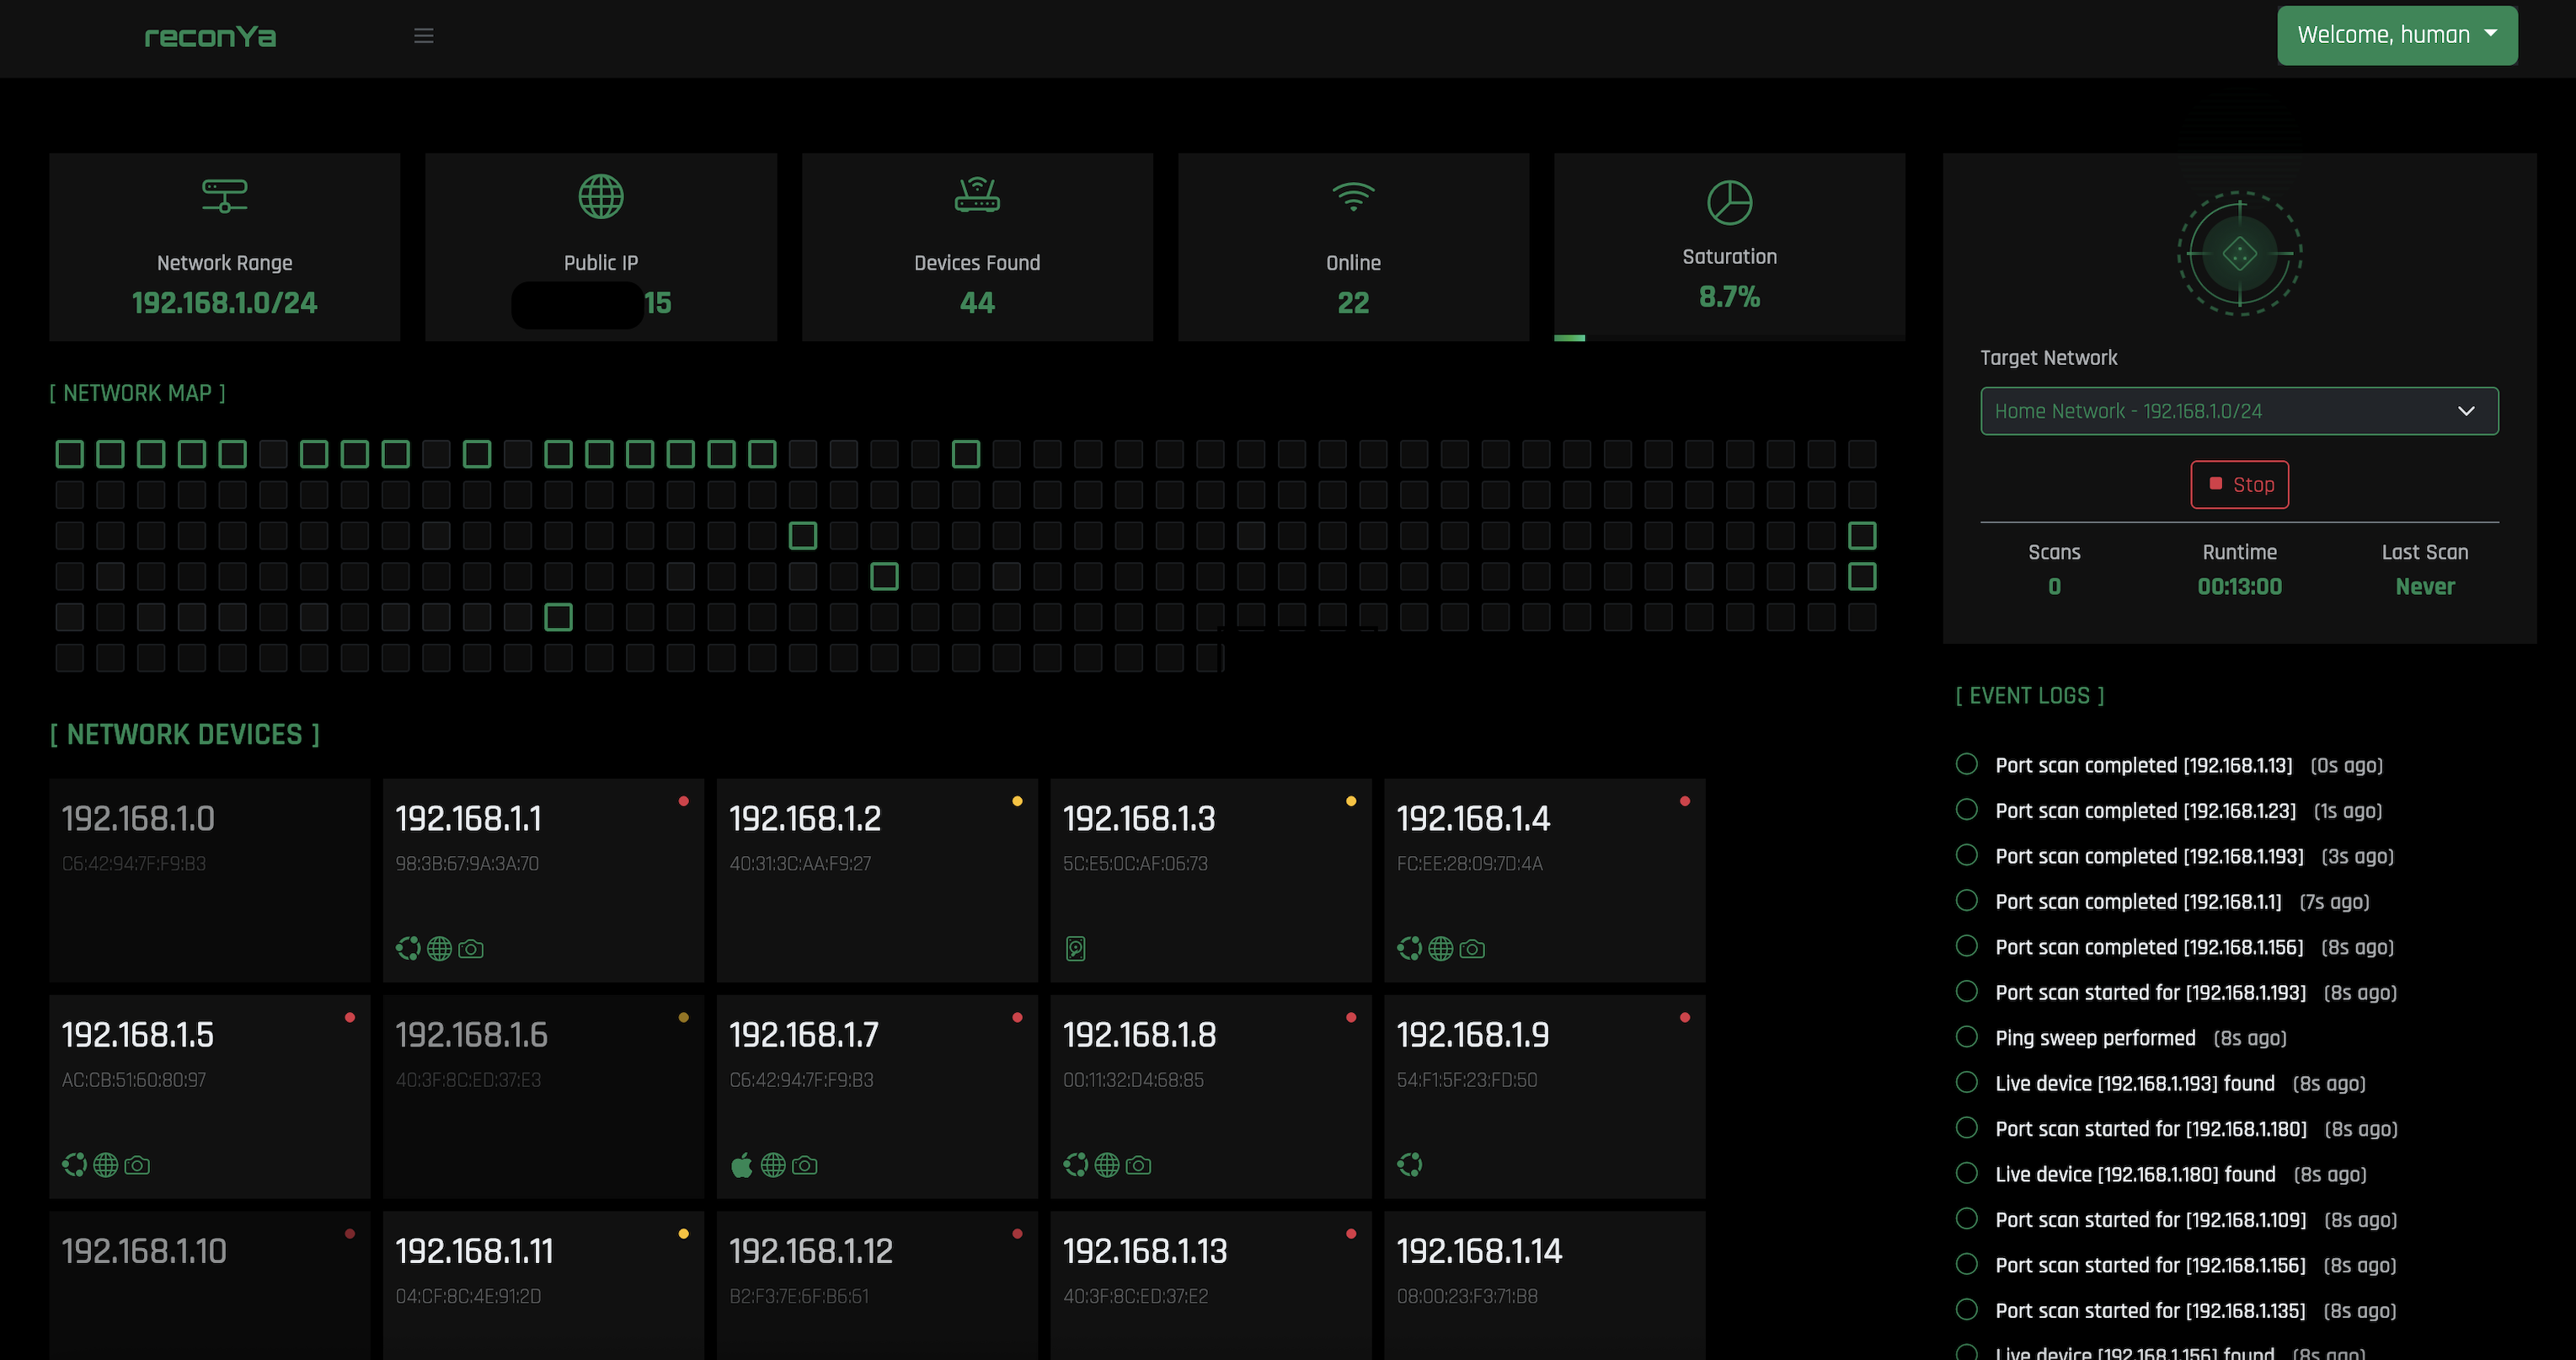 reconYa
Welcome, human
Network Range
192.168.1.0/24
Public IP
15
Devices Found
44
Online
22
Saturation
8.7%
Target Network
Home Network - 192.168.1.0/24
Stop
Scans
0
Runtime
00:13:00
Last Scan
Never
[ NETWORK MAP ]
[ NETWORK DEVICES ]
192.168.1.0
C6:42:94:7F:F9:B3
192.168.1.1
98:3B:67:9A:3A:70
192.168.1.2
40:31:3C:AA:F9:27
192.168.1.3
5C:E5:0C:AF:06:73
192.168.1.4
FC:EE:28:09:7D:4A
192.168.1.5
AC:CB:51:60:80:97
192.168.1.6
40:3F:8C:ED:37:E3
192.168.1.7
C6:42:94:7F:F9:B3
192.168.1.8
00:11:32:D4:68:85
192.168.1.9
54:F1:5F:23:FD:50
192.168.1.10
192.168.1.11
04:CF:8C:4E:91:2D
192.168.1.12
B2:F3:7E:6F:B6:61
192.168.1.13
40:3F:8C:ED:37:E2
192.168.1.14
08:00:23:F3:71:B8
[ EVENT LOGS ]
Port scan completed [192.168.1.13] (0s ago)
Port scan completed [192.168.1.23] (1s ago)
Port scan completed [192.168.1.193] (3s ago)
Port scan completed [192.168.1.1] (7s ago)
Port scan completed [192.168.1.156] (8s ago)
Port scan started for [192.168.1.193] (8s ago)
Ping sweep performed (8s ago)
Live device [192.168.1.193] found (8s ago)
Port scan started for [192.168.1.180] (8s ago)
Live device [192.168.1.180] found (8s ago)
Port scan started for [192.168.1.109] (8s ago)
Port scan started for [192.168.1.156] (8s ago)
Port scan started for [192.168.1.135] (8s ago)
Live device [192.168.1.156] found (8s ago)